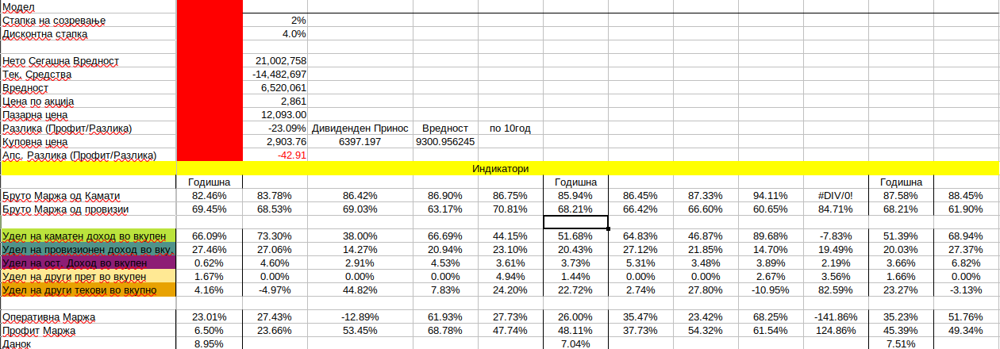 Модел
Стапка на созревање 2%
Дисконтна стапка 4.0%
Нето Сегашна Вредност 21,002,758
Тек. Средства -14,482,697
Вредност 6,520,061
Цена по акција 2,861
Пазарна цена 12,093.00
Разлика (Профит/Разлика) -23.09% Дивиденден Принос Вредност по 10год
Куповна цена 2,903.76 6397.197 9300.956245
Апс. Разлика (Профит/Разлика) -42.91
Индикатори
Годишна Годишна Годишна
Бруто Маржа од Камати 82.46% 83.78% 86.42% 86.90% 86.75% 85.94% 86.45% 87.33% 94.11% #DIV/0! 87.58% 88.45%
Бруто Маржа од провизии 69.45% 68.53% 69.03% 63.17% 70.81% 68.21% 66.42% 66.60% 60.65% 84.71% 68.21% 61.90%
Удел на каматен доход во вкупен 66.09% 73.30% 38.00% 66.69% 44.15% 51.68% 64.83% 46.87% 89.68% -7.83% 51.39% 68.94%
Удел на провизионен доход во вку. 27.46% 27.06% 14.27% 20.94% 23.10% 20.43% 27.12% 21.85% 14.70% 19.49% 20.03% 27.37%
Удел на ост. Доход во вкупен 0.62% 4.60% 2.91% 4.53% 3.61% 3.73% 5.31% 3.48% 3.89% 2.19% 3.66% 6.82%
Удел на други прет во вкупен 1.67% 0.00% 0.00% 0.00% 4.94% 1.44% 0.00% 0.00% 2.67% 3.56% 1.66% 0.00%
Удел на други текови во вкупно 4.16% -4.97% 44.82% 7.83% 24.20% 22.72% 2.74% 27.80% -10.95% 82.59% 23.27% -3.13%
Оперативна Маржа 23.01% 27.43% -12.89% 61.93% 27.73% 26.00% 35.47% 23.42% 68.25% -141.86% 35.23% 51.76%
Профит Маржа 6.50% 23.66% 53.45% 68.78% 47.74% 48.11% 37.73% 54.32% 61.54% 124.86% 45.39% 49.34%
Данок 8.95% 7.04% 7.51%